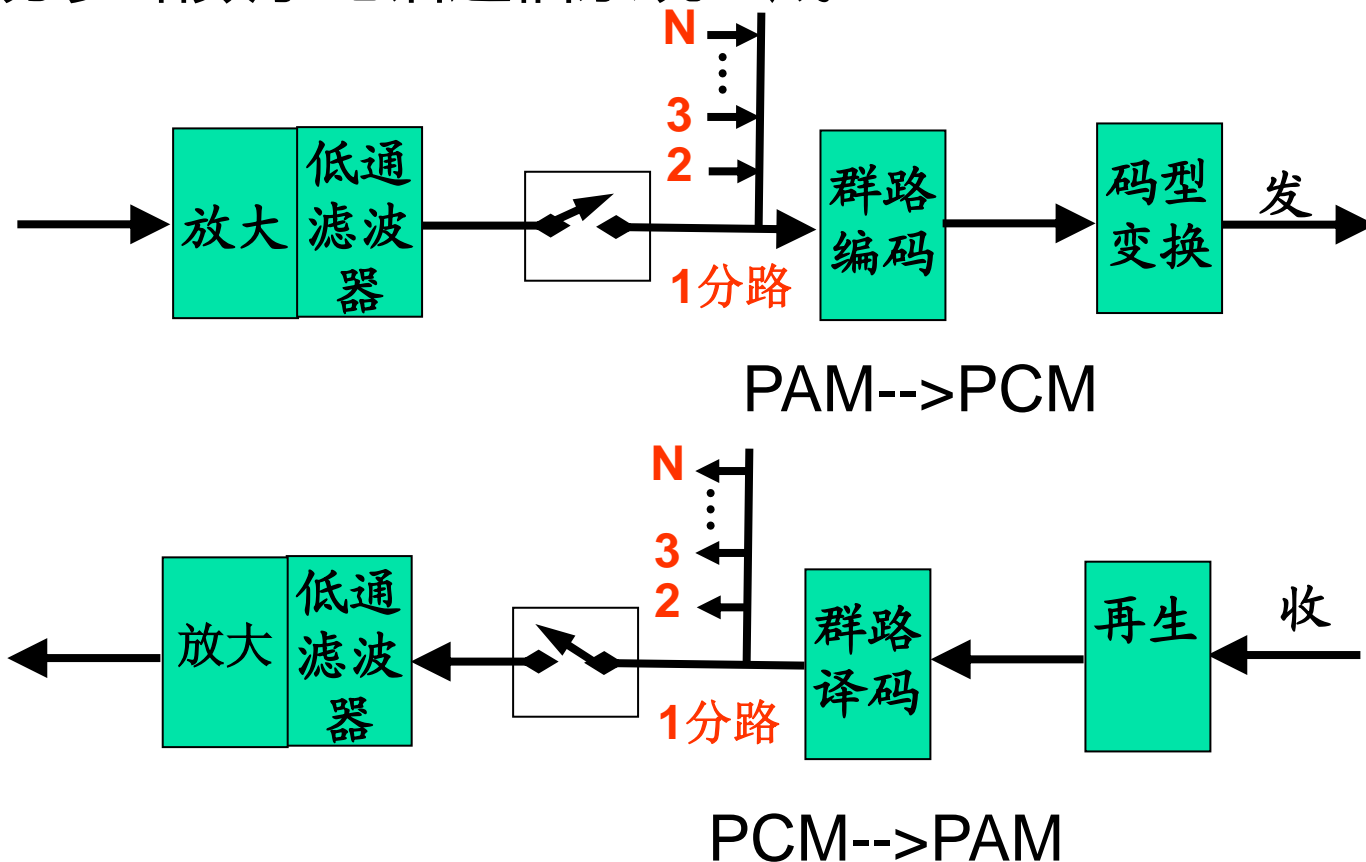 N
3
2
放大
低通
滤波
器
1分路
群路
编码
码型
变换
发
PAM-->PCM
N
3
2
放大
低通
滤波
器
1分路
群路
译码
再生
收
PCM-->PAM